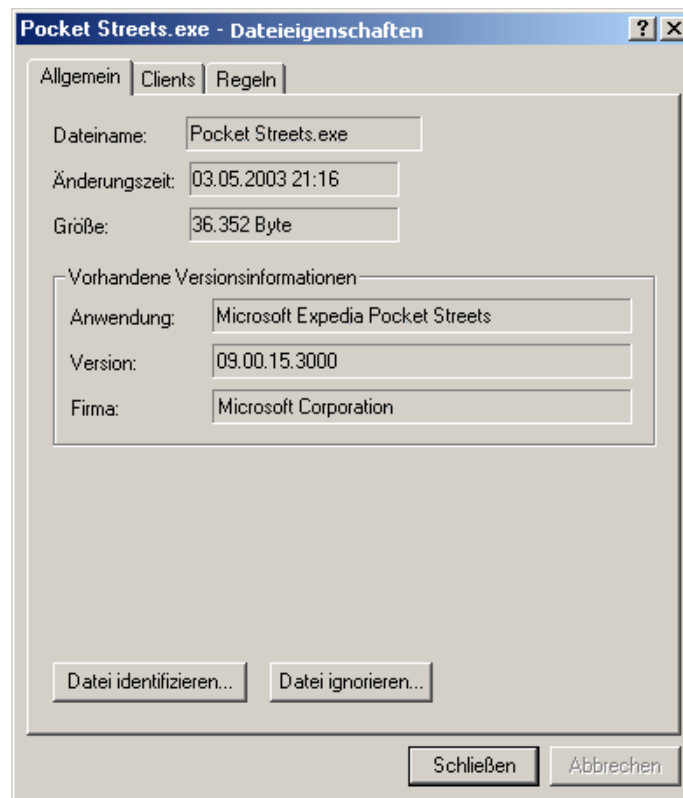 Pocket Streets.exe - Dateieigenschaften
Allgemein Clients Regeln
Dateiname: Pocket Streets.exe
Änderungszeit: 03.05.2003 21:16
Größe: 36.352 Byte
Vorhandene Versionsinformationen
Anwendung: Microsoft Expedia Pocket Streets
Version: 09.00.15.3000
Firma: Microsoft Corporation
Datei identifizieren... Datei ignorieren...
Schließen Abbrechen